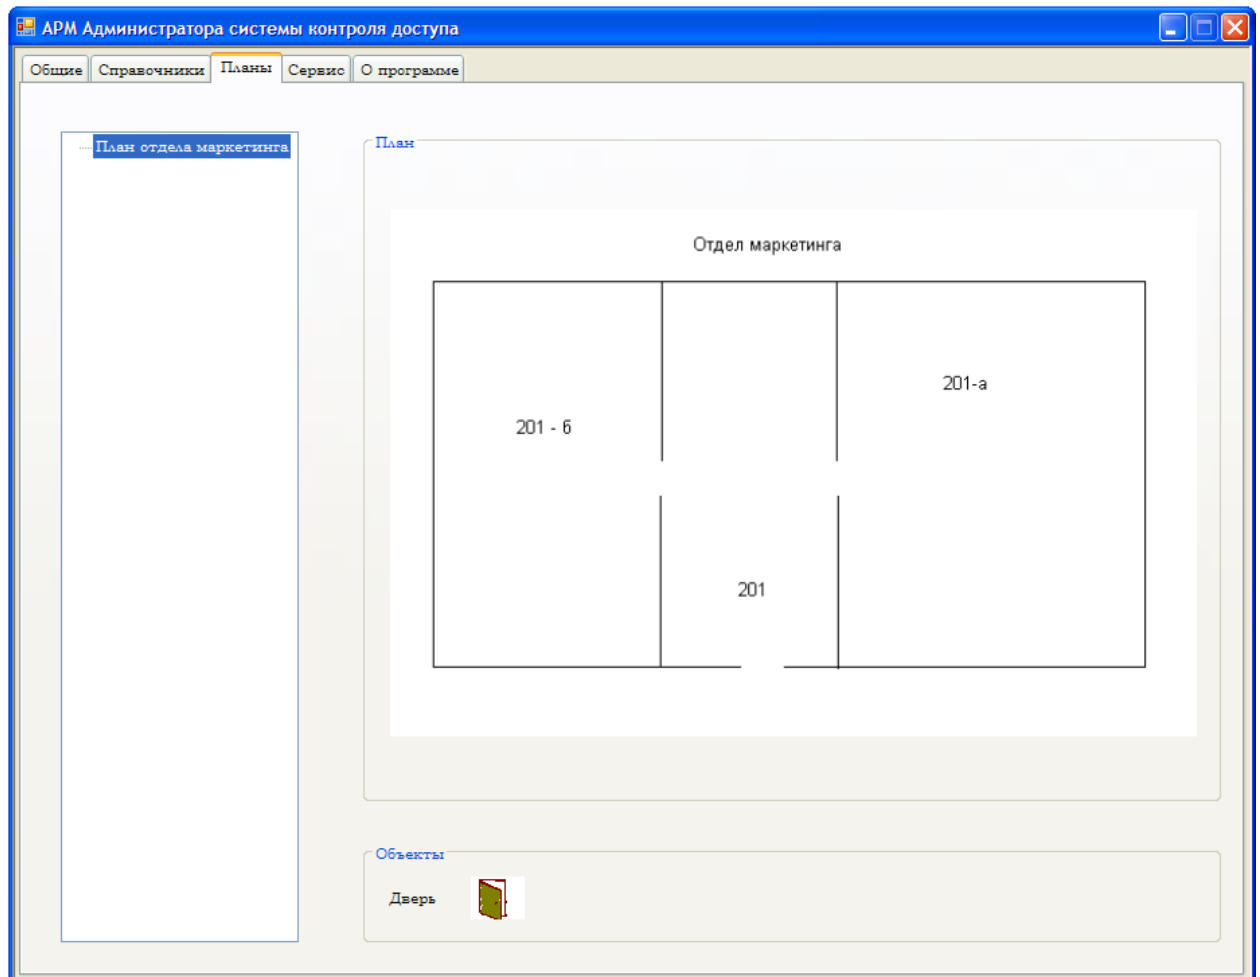 АРМ Администратора системы контроля доступа
Общие Справочники Планы Сервис О программе
План отдела маркетинга
План
Отдел маркетинга
201-а
201 - б
201
Объекты
Дверь